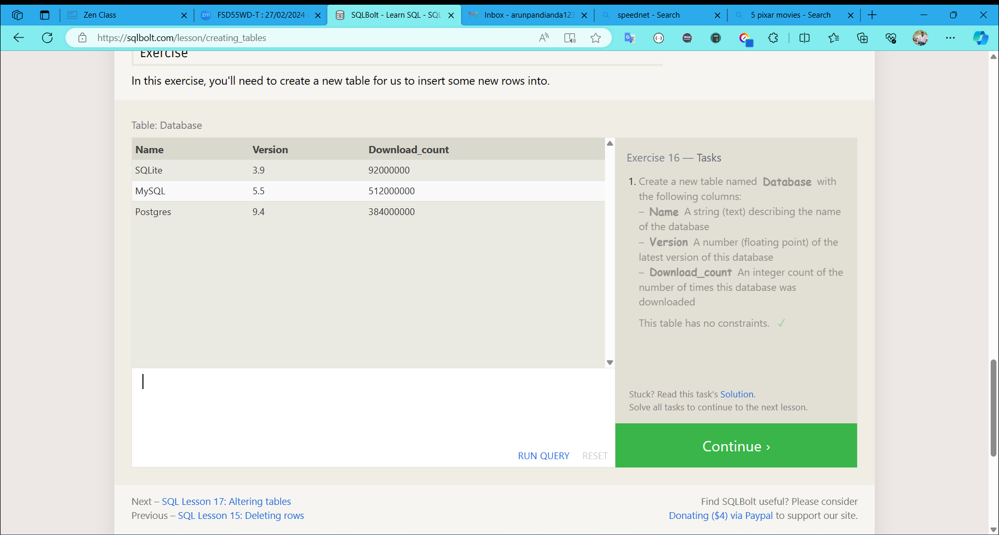 Zen Class
FSD55WD-T : 27/02/2024
SQLBolt - Learn SQL - SQL
Inbox - arunpandianda123
speednet - Search
5 pixar movies - Search
https://sqlbolt.com/lesson/creating_tables
Exercise
In this exercise, you'll need to create a new table for us to insert some new rows into.
Table: Database
Name Version Download_count
SQLite 3.9 92000000
MySQL 5.5 512000000
Postgres 9.4 384000000
RUN QUERY RESET
Exercise 16 — Tasks
1. Create a new table named Database with
the following columns:
– Name A string (text) describing the name
of the database
– Version A number (floating point) of the
latest version of this database
– Download_count An integer count of the
number of times this database was
downloaded
This table has no constraints. ✓
Stuck? Read this task's Solution.
Solve all tasks to continue to the next lesson.
Continue ›
Next – SQL Lesson 17: Altering tables
Previous – SQL Lesson 15: Deleting rows
Find SQLBolt useful? Please consider
Donating ($4) via Paypal to support our site.